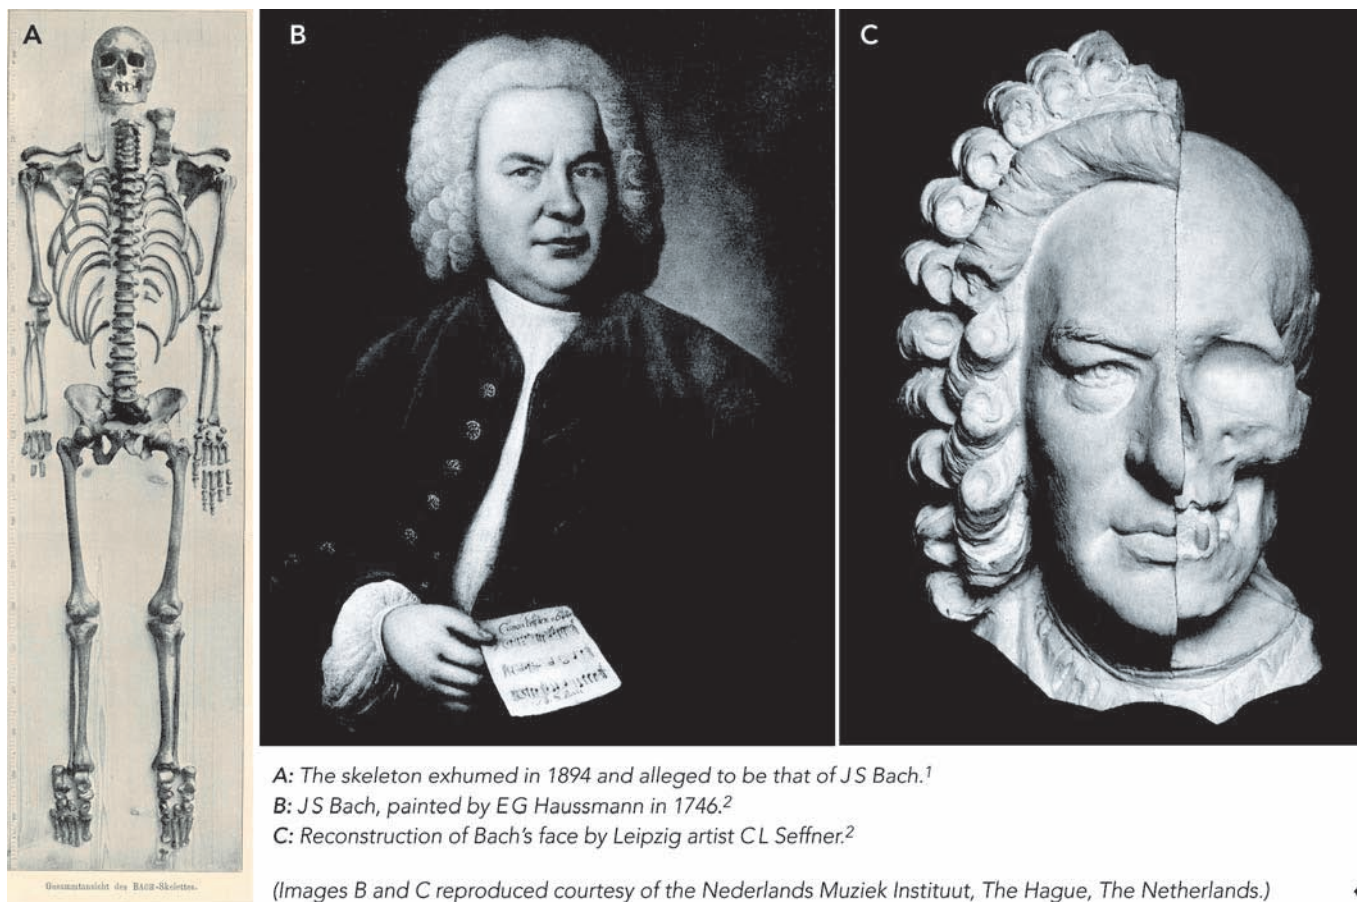 A
B
C
Canon triplex
Gesammtansicht des BACH-Skelettes.
A: The skeleton exhumed in 1894 and alleged to be that of J S Bach.1
B: J S Bach, painted by E G Haussmann in 1746.2
C: Reconstruction of Bach’s face by Leipzig artist C L Seffner.2
(Images B and C reproduced courtesy of the Nederlands Muziek Instituut, The Hague, The Netherlands.)